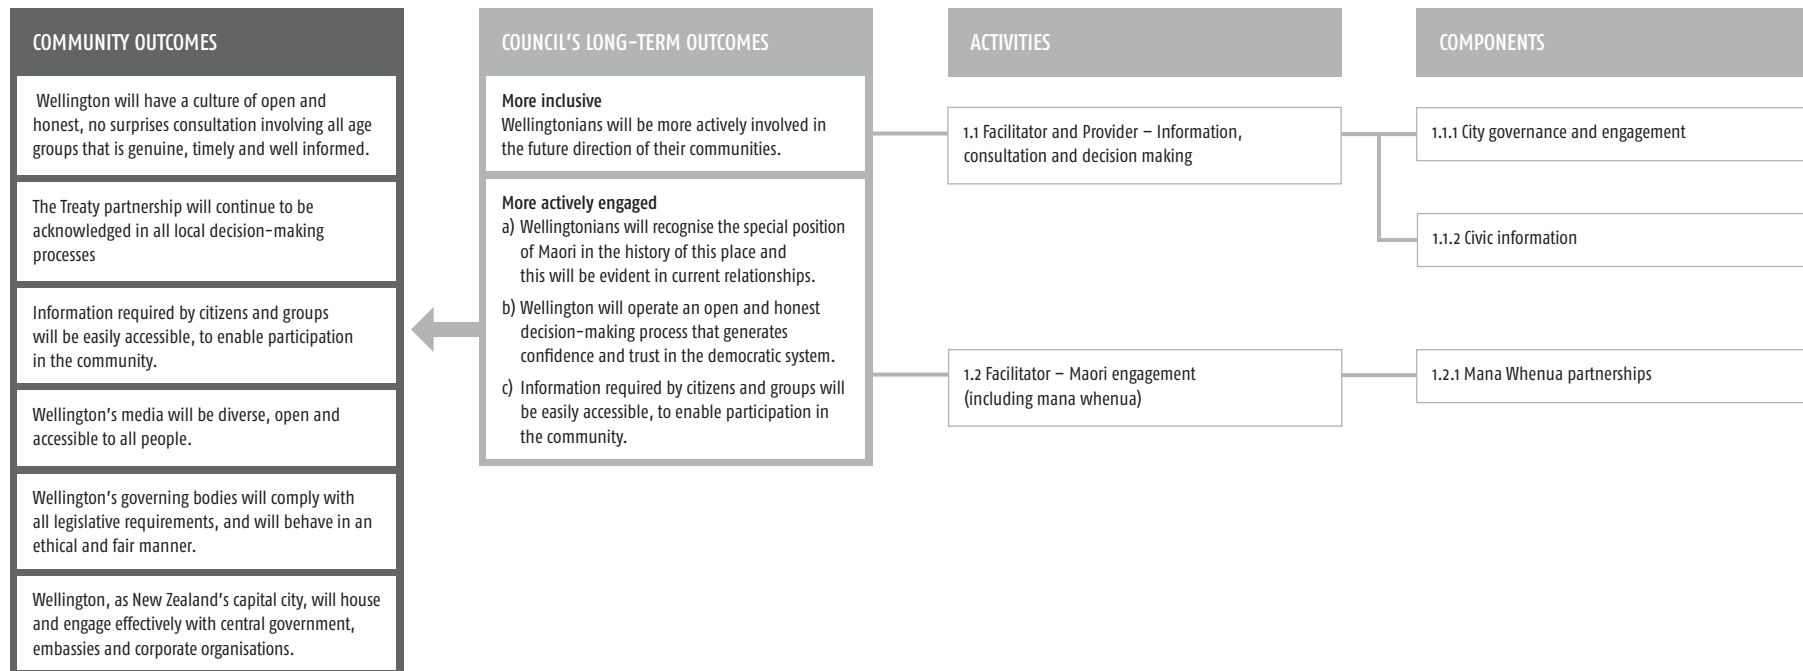 COMMUNITY OUTCOMES
Wellington will have a culture of open and
honest, no surprises consultation involving all age
groups that is genuine, timely and well informed.
The Treaty partnership will continue to be
acknowledged in all local decision-making
processes
Information required by citizens and groups
will be easily accessible, to enable participation
in the community.
Wellington's media will be diverse, open and
accessible to all people.
Wellington's governing bodies will comply with
all legislative requirements, and will behave in an
ethical and fair manner.
Wellington, as New Zealand's capital city, will house
and engage effectively with central government,
embassies and corporate organisations.
COUNCIL'S LONG-TERM OUTCOMES
More inclusive
Wellingtonians will be more actively involved in
the future direction of their communities.
More actively engaged
a) Wellingtonians will recognise the special position
of Maori in the history of this place and
this will be evident in current relationships.
b) Wellington will operate an open and honest
decision-making process that generates
confidence and trust in the democratic system.
c) Information required by citizens and groups will
be easily accessible, to enable participation in
the community.
ACTIVITIES
1.1 Facilitator and Provider – Information,
consultation and decision making
1.2 Facilitator – Maori engagement
(including mana whenua)
COMPONENTS
1.1.1 City governance and engagement
1.1.2 Civic information
1.2.1 Mana Whenua partnerships